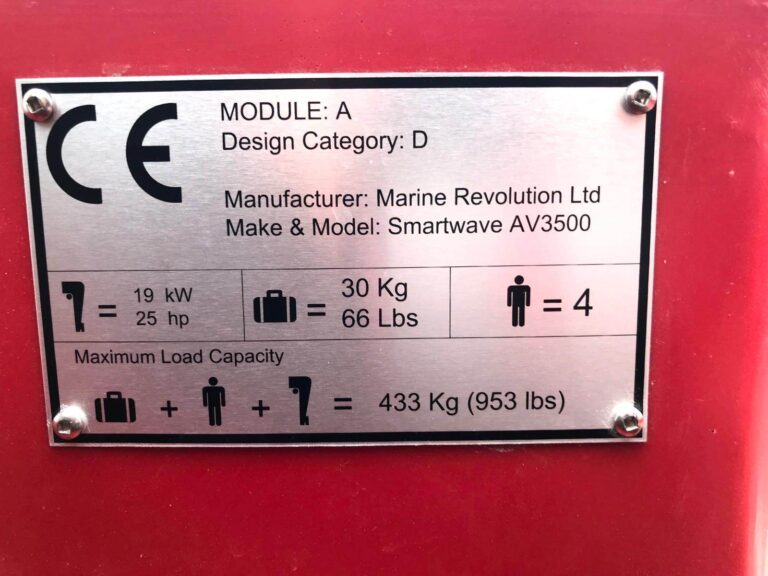 CE
MODULE: A
Design Category: D
Manufacturer: Marine Revolution Ltd
Make & Model: Smartwave AV3500
= 19 kW
25 hp
= 30 Kg
66 Lbs
= 4
Maximum Load Capacity
+ + = 433 Kg (953 lbs)